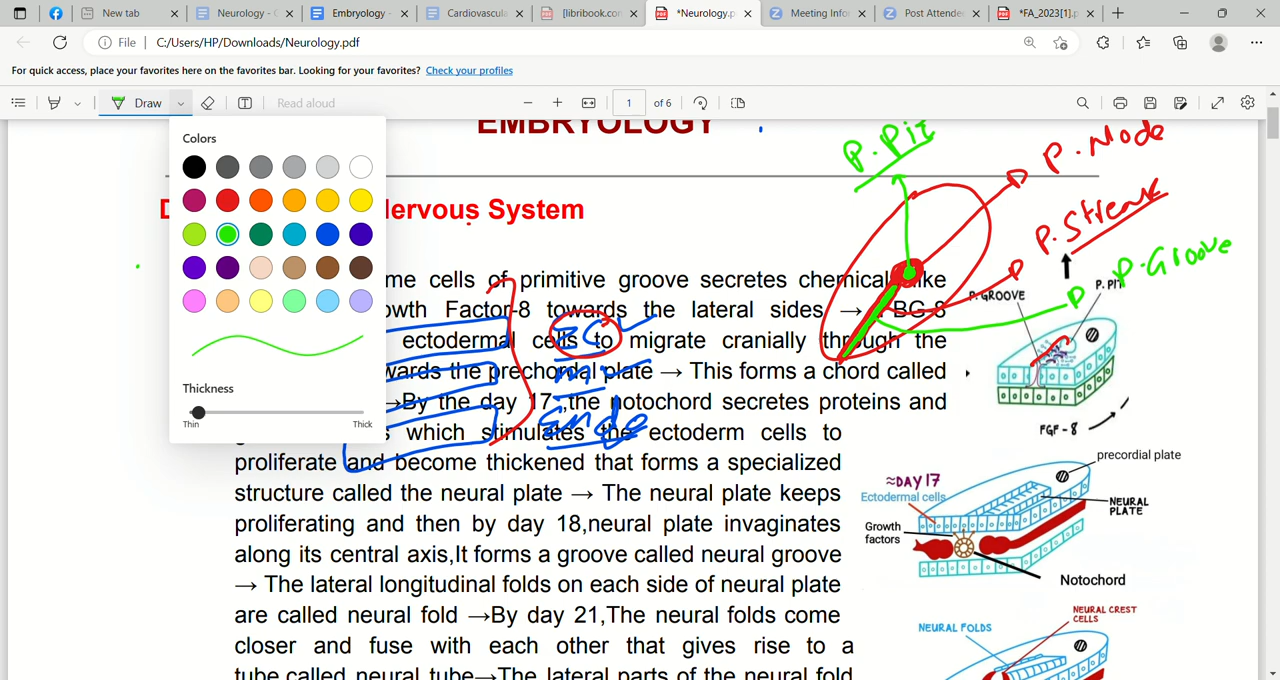 New tab
Neurology - C
Embryology -
Cardiovascula
[libribook.con
*Neurology.p
Meeting Infor
Post Attende
*FA_2023[1].p
File C:/Users/HP/Downloads/Neurology.pdf
For quick access, place your favorites here on the favorites bar. Looking for your favorites? Check your profiles
Draw
Read aloud
1 of 6
Colors
Thickness
Thin Thick
EMBRYOLOGY
Nervous System
me cells of primitive groove secretes chemical like
owth Factor-8 towards the lateral sides → FBG-8
ectodermal cells to migrate cranially through the
wards the prechordal plate → This forms a chord called
→By the day 17,the notochord secretes proteins and
which stimulates the ectoderm cells to
proliferate and become thickened that forms a specialized
structure called the neural plate → The neural plate keeps
proliferating and then by day 18,neural plate invaginates
along its central axis,It forms a groove called neural groove
→ The lateral longitudinal folds on each side of neural plate
are called neural fold →By day 21,The neural folds come
closer and fuse with each other that gives rise to a
tube called neural tube→The lateral parts of the neural fold
P.Pit
P.Node
P.Streak
P.Groove
EC
m
endo
P. GROOVE
P. PIT
FGF-8
≈DAY 17
Ectodermal cells
Growth
factors
precordial plate
NEURAL
PLATE
Notochord
NEURAL CREST
CELLS
NEURAL FOLDS